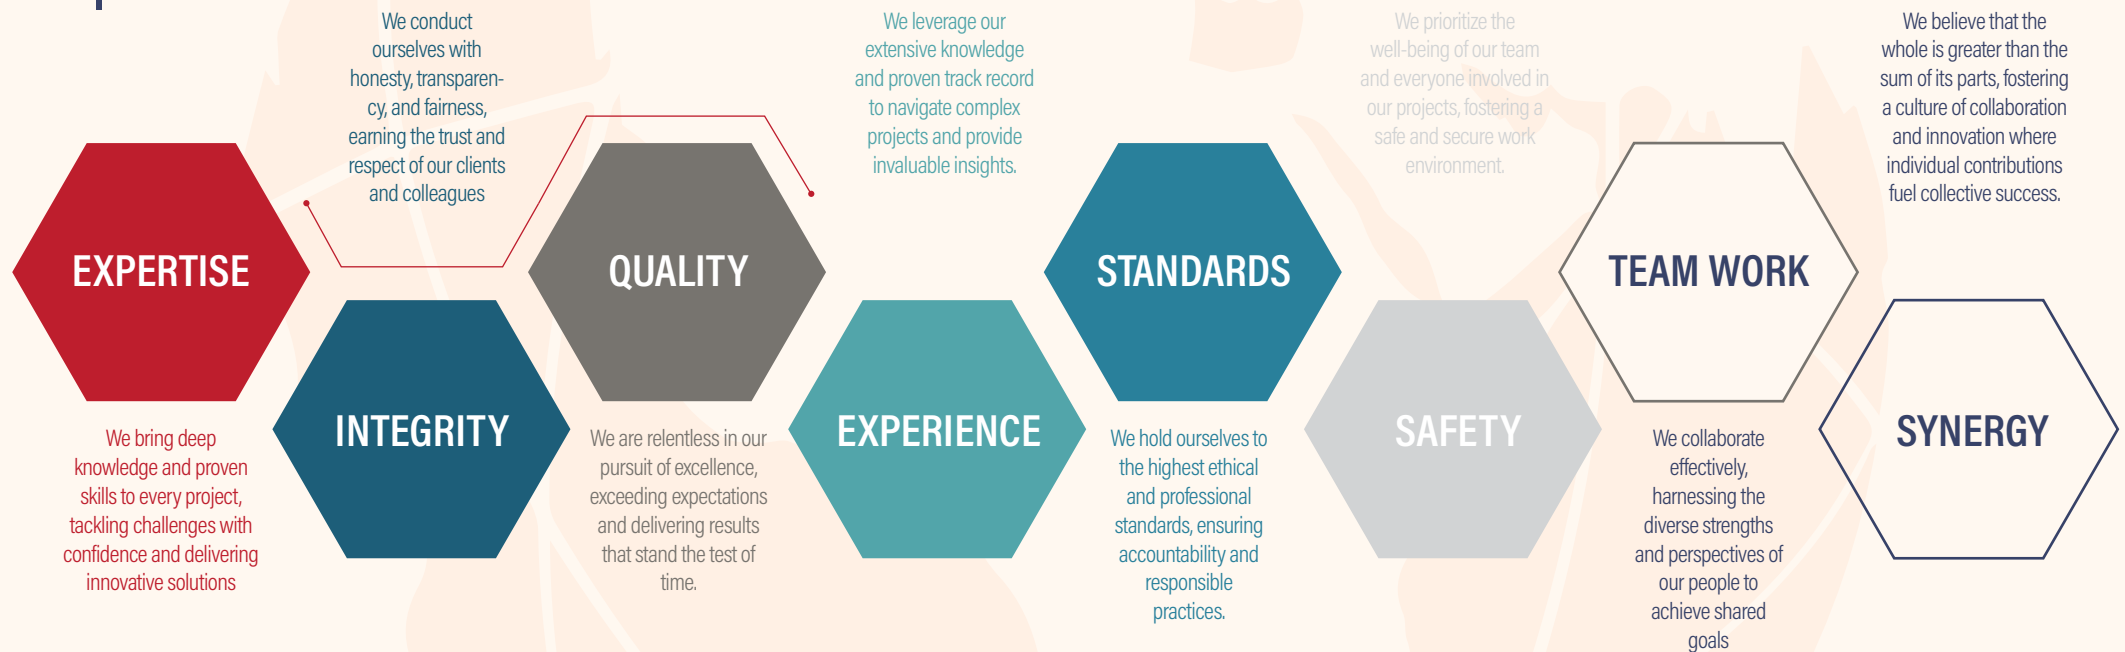 EXPERTISE
We bring deep
knowledge and proven
skills to every project,
tackling challenges with
confidence and delivering
innovative solutions
We conduct
ourselves with
honesty, transparen-
cy, and fairness,
earning the trust and
respect of our clients
and colleagues
INTEGRITY
QUALITY
We are relentless in our
pursuit of excellence,
exceeding expectations
and delivering results
that stand the test of
time.
We leverage our
extensive knowledge
and proven track record
to navigate complex
projects and provide
invaluable insights.
EXPERIENCE
STANDARDS
We hold ourselves to
the highest ethical
and professional
standards, ensuring
accountability and
responsible
practices.
We prioritize the
well-being of our team
and everyone involved in
our projects, fostering a
safe and secure work
environment.
SAFETY
TEAM WORK
We collaborate
effectively,
harnessing the
diverse strengths
and perspectives of
our people to
achieve shared
goals
We believe that the
whole is greater than the
sum of its parts, fostering
a culture of collaboration
and innovation where
individual contributions
fuel collective success.
SYNERGY